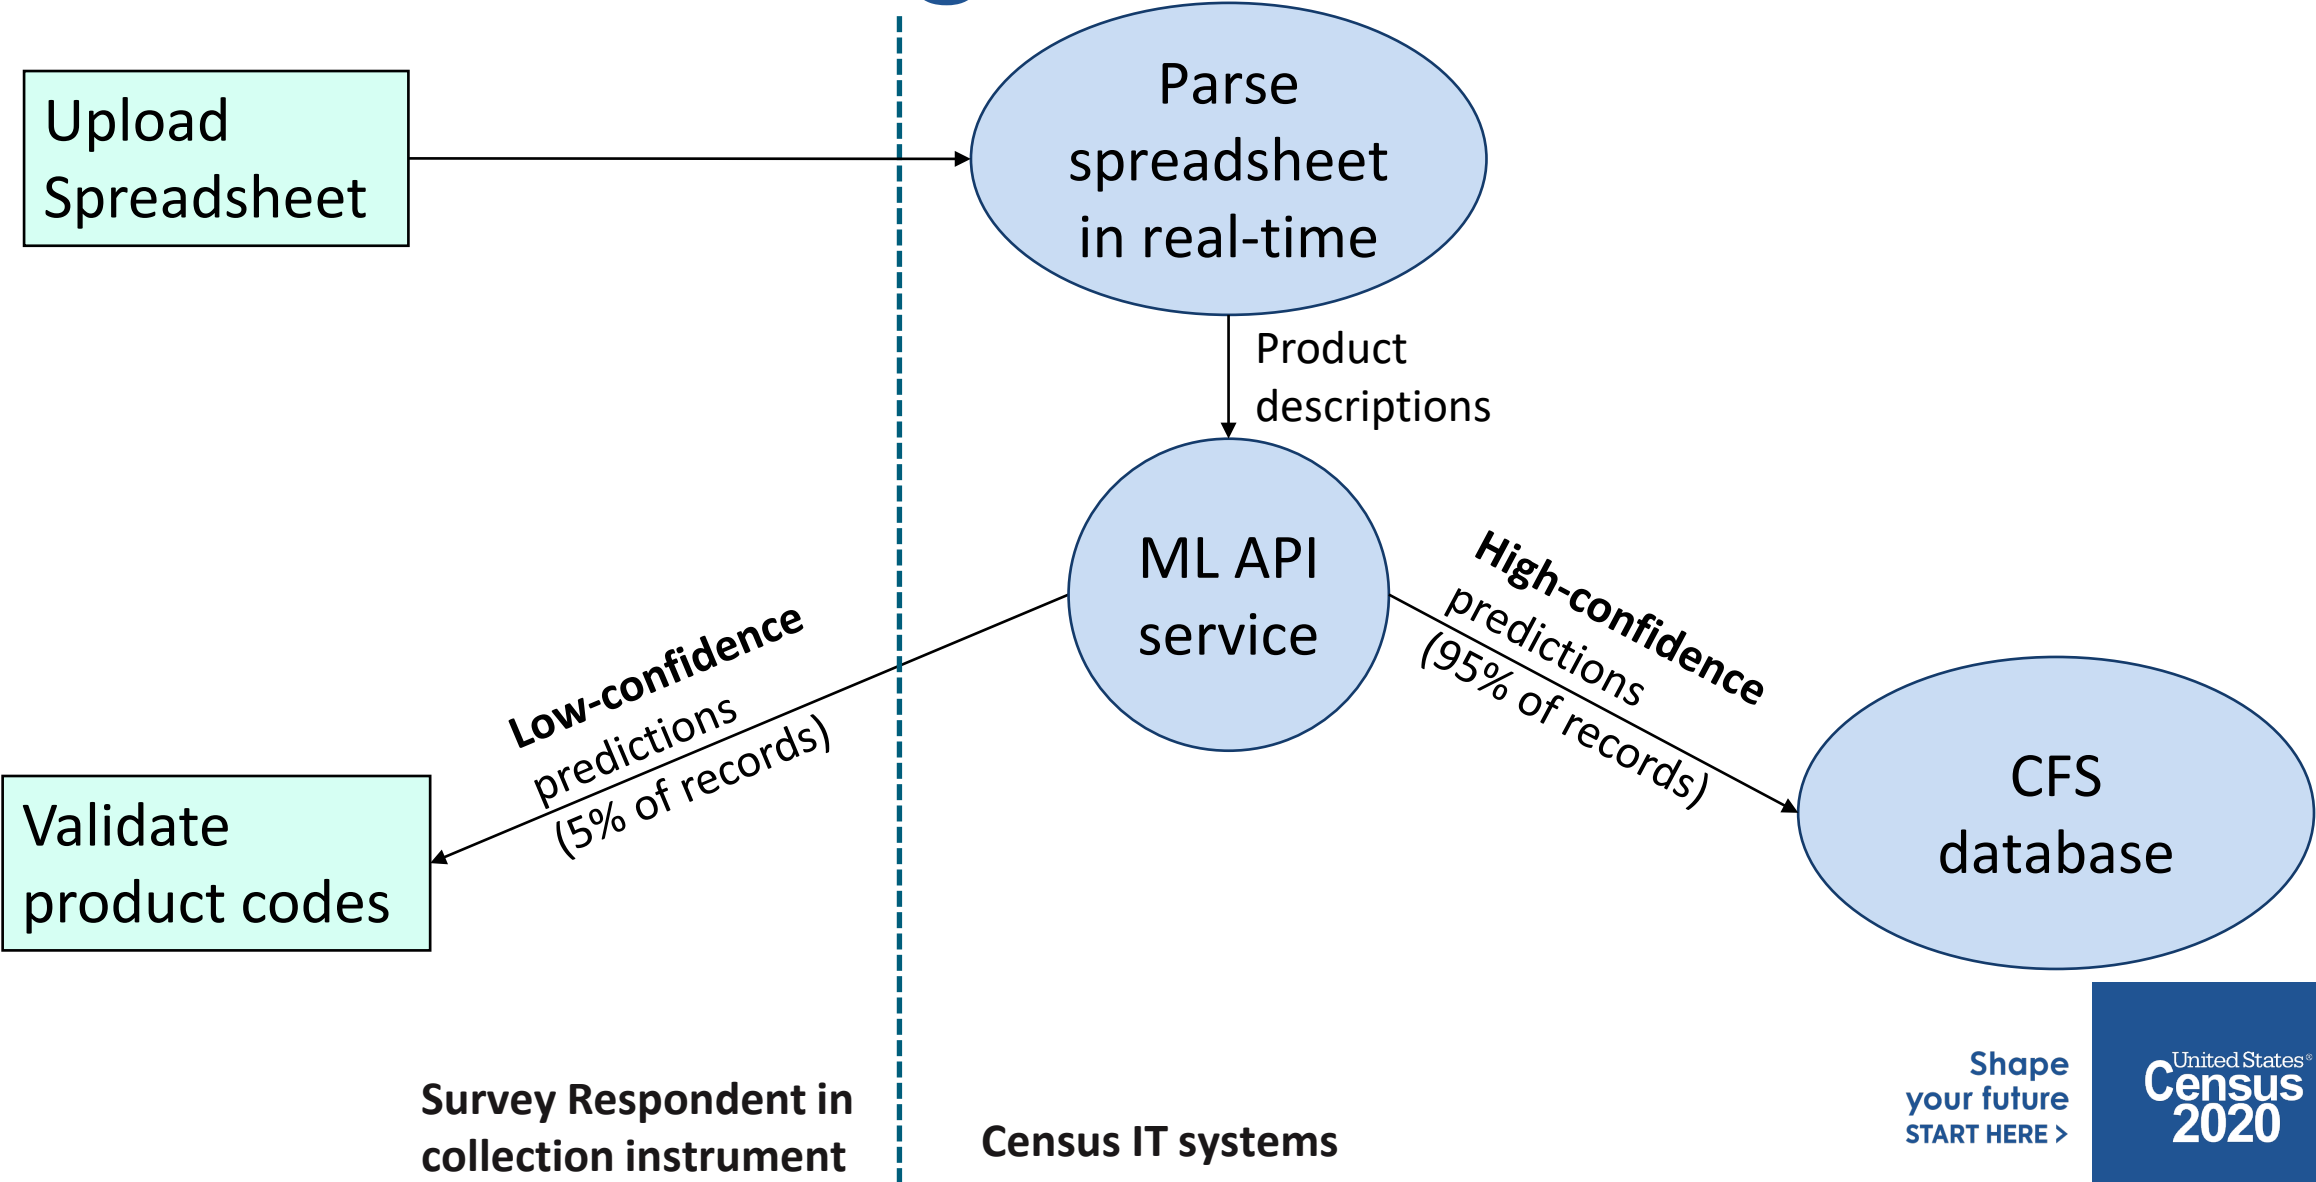 Upload
Spreadsheet
Parse
spreadsheet
in real-time
Product
descriptions
ML API
service
Low-confidence
predictions
(5% of records)
High-confidence
predictions
(95% of records)
Validate
product codes
CFS
database
Survey Respondent in
collection instrument
Census IT systems
Shape
your future
START HERE >
United States®
Census
2020